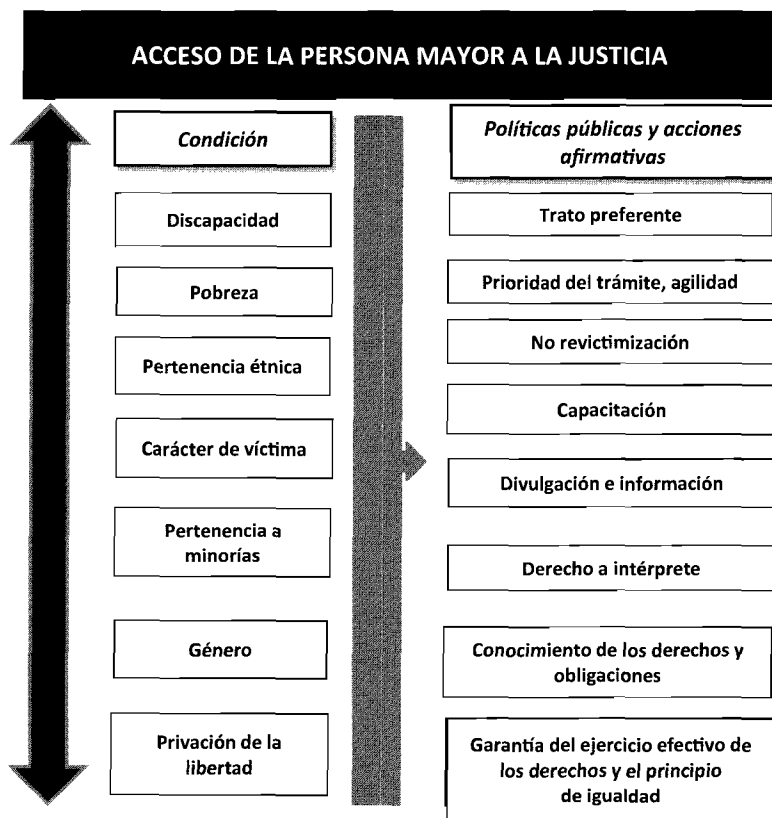 ACCESO DE LA PERSONA MAYOR A LA JUSTICIA
Condición
Discapacidad
Pobreza
Pertenencia étnica
Carácter de víctima
Pertenencia a
minorías
Género
Privación de la
libertad
Políticas públicas y acciones
afirmativas
Trato preferente
Prioridad del trámite, agilidad
No revictimización
Capacitación
Divulgación e información
Derecho a intérprete
Conocimiento de los derechos y
obligaciones
Garantía del ejercicio efectivo de
los derechos y el principio
de igualdad